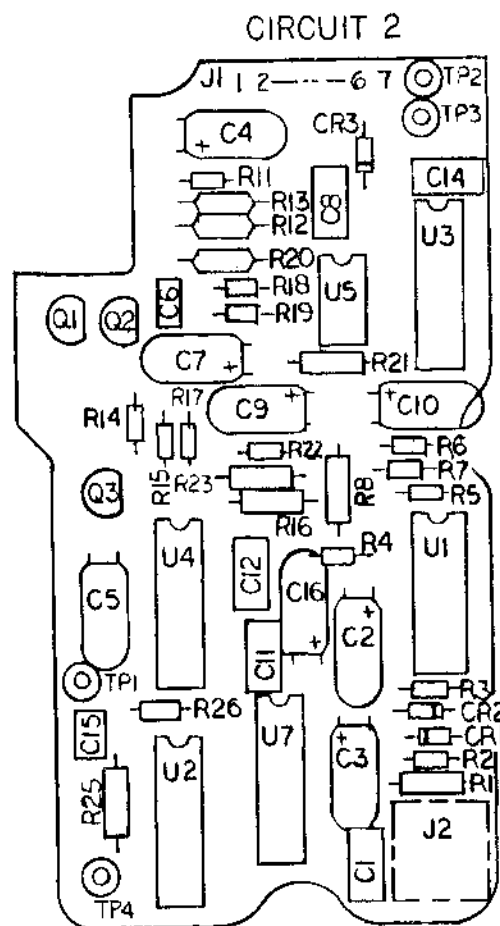 CIRCUIT 2
J1 1 2---- 6 7 TP2
TP3
C4 + CR3
R11 C14
R13 C8
R12 U3
R20
R18 U5
C6
Q1 Q2 R19
C7 + R21
R17 C9 + + C10
R14
R22 R6
R15 R23 R8 R7
Q3 R5
R16
U4 R4 U1
C12
C5 C16 + C2
C11 +
TP1 R3
R26 CR2
C15 U7 + CR1
U2 C3 R2
R25 R1
J2
C1
TP4